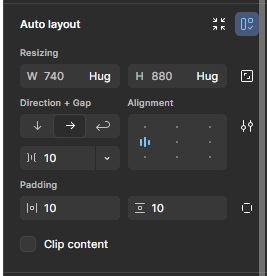 Auto layout
Resizing
W 740 Hug H 880 Hug
Direction + Gap Alignment
10
Padding
10 10
Clip content